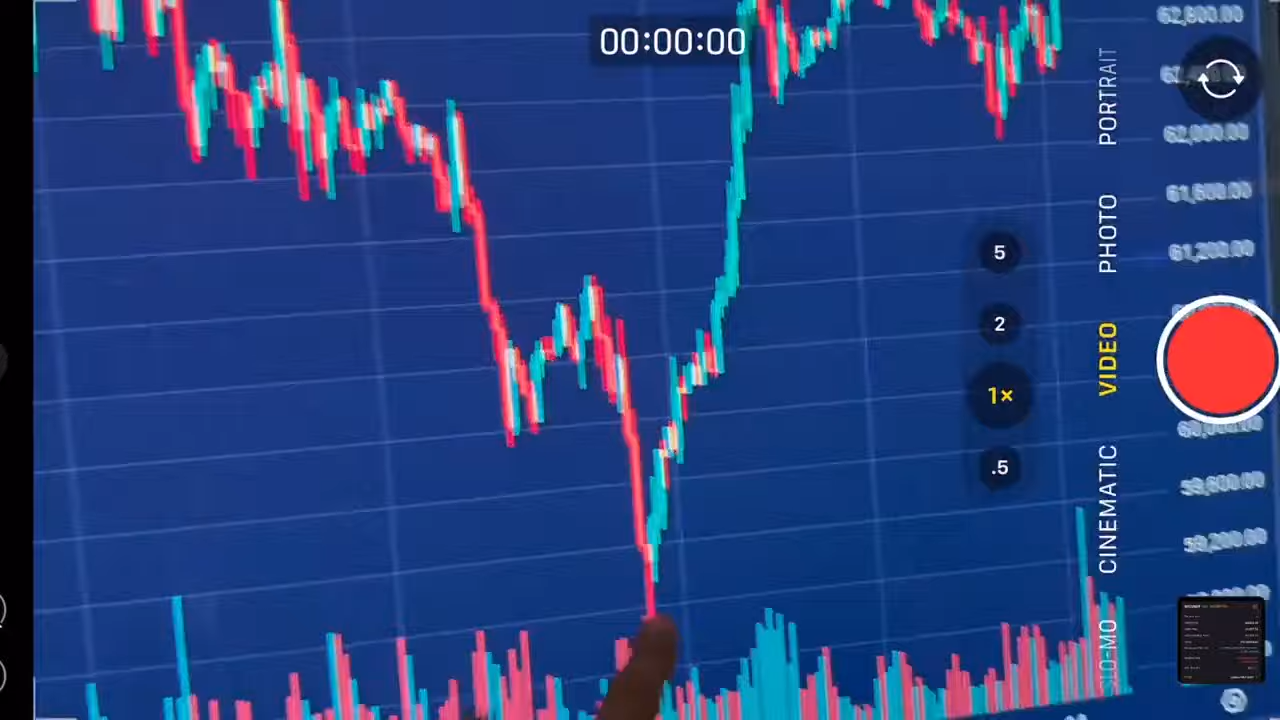 00:00:00
PORTRAIT
PHOTO
VIDEO
CINEMATIC
SLO-MO
5
2
1×
.5
62,800.00
62,000.00
61,600.00
61,200.00
59,600.00
59,200.00